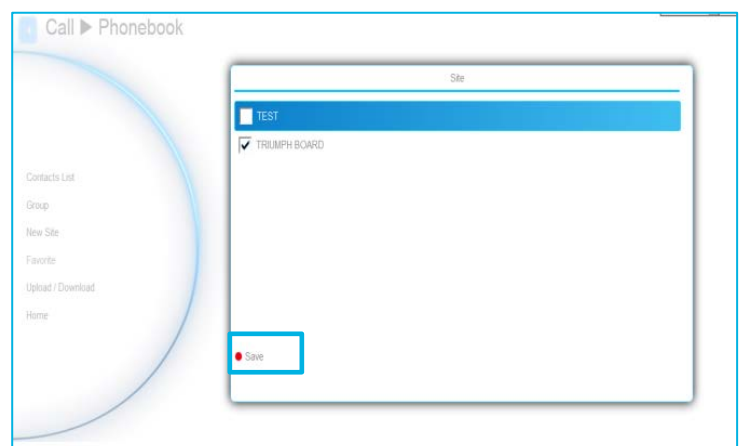 Call ▶ Phonebook
Contacts List
Group
New Site
Favorite
Upload / Download
Home
Site
TEST
TRIUMPH BOARD
Save